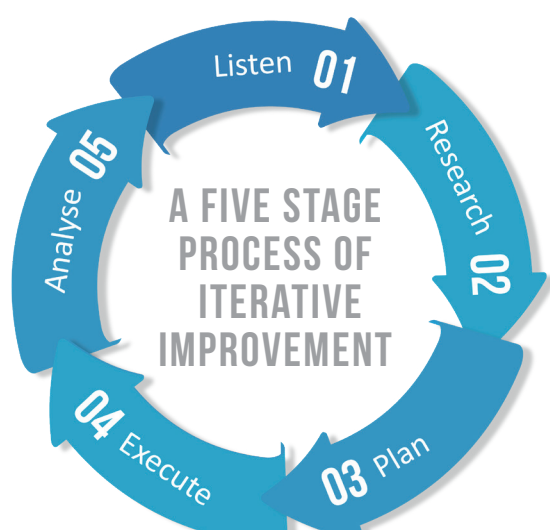 A FIVE STAGE
PROCESS OF
ITERATIVE
IMPROVEMENT
Listen 01
Research 02
03 Plan
04 Execute
Analyse 05